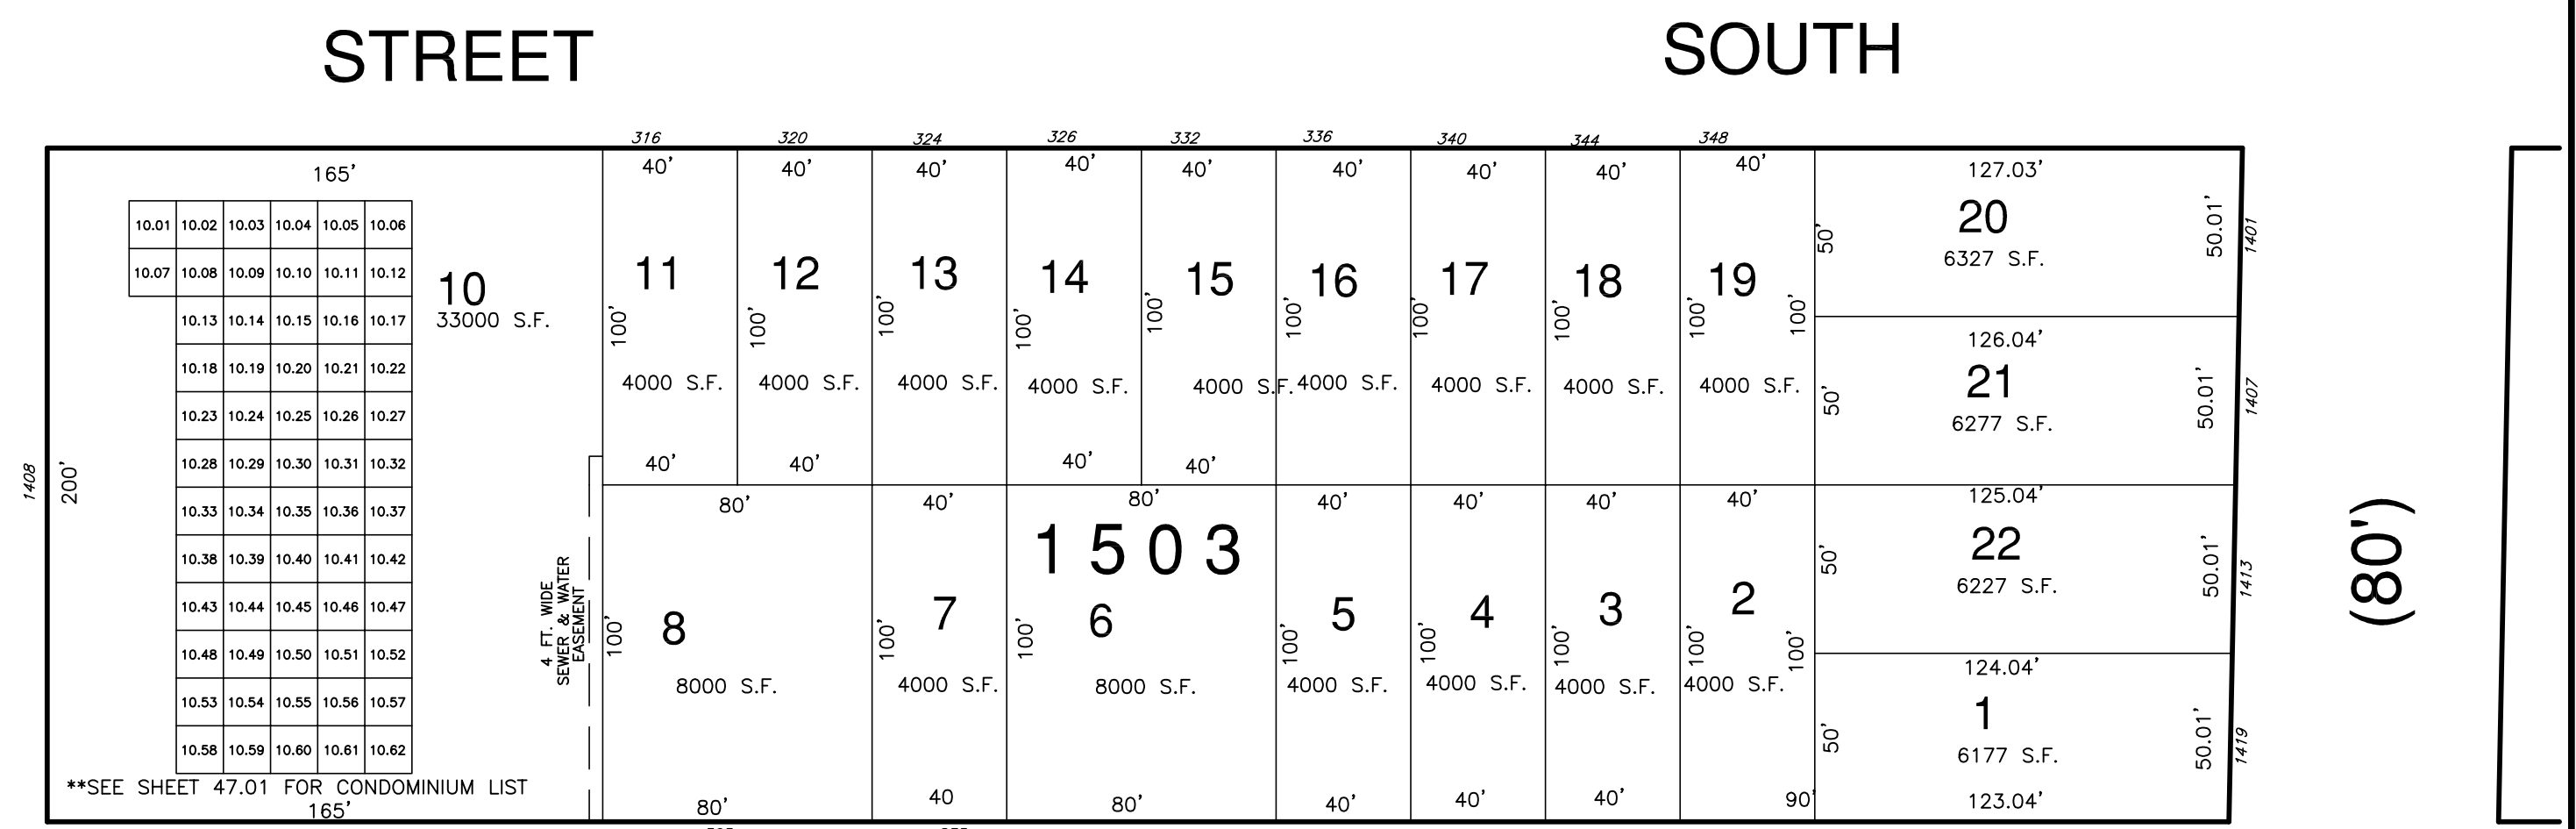 STREET SOUTH
316 320 324 326 332 336 340 344 348
165' 40' 40' 40' 40' 40' 40' 40' 40' 40' 127.03'
10.01 10.02 10.03 10.04 10.05 10.06
10.07 10.08 10.09 10.10 10.11 10.12
10.13 10.14 10.15 10.16 10.17
10.18 10.19 10.20 10.21 10.22
10.23 10.24 10.25 10.26 10.27
10.28 10.29 10.30 10.31 10.32
10.33 10.34 10.35 10.36 10.37
10.38 10.39 10.40 10.41 10.42
10.43 10.44 10.45 10.46 10.47
10.48 10.49 10.50 10.51 10.52
10.53 10.54 10.55 10.56 10.57
10.58 10.59 10.60 10.61 10.62
**SEE SHEET 47.01 FOR CONDOMINIUM LIST
165'
1408
200'
10
33000 S.F.
4 FT. WIDE
SEWER & WATER
EASEMENT
11 12 13 14 15 16 17 18 19
100' 100' 100' 100' 100' 100' 100' 100' 100' 100'
4000 S.F. 4000 S.F. 4000 S.F. 4000 S.F. 4000 S.F. 4000 S.F. 4000 S.F. 4000 S.F. 4000 S.F.
40' 40' 40' 40'
80' 40' 80' 40' 40' 40' 40'
1503
8 7 6 5 4 3 2
100' 100' 100' 100' 100' 100' 100' 100'
8000 S.F. 4000 S.F. 8000 S.F. 4000 S.F. 4000 S.F. 4000 S.F. 4000 S.F.
80' 40 80' 40' 40' 40' 90'
20
6327 S.F.
50' 50.01' 1401
126.04'
21
6277 S.F.
50' 50.01' 1407
125.04'
22
6227 S.F.
50' 50.01' 1413
124.04'
1
6177 S.F.
50' 50.01' 1419
123.04'
(80')